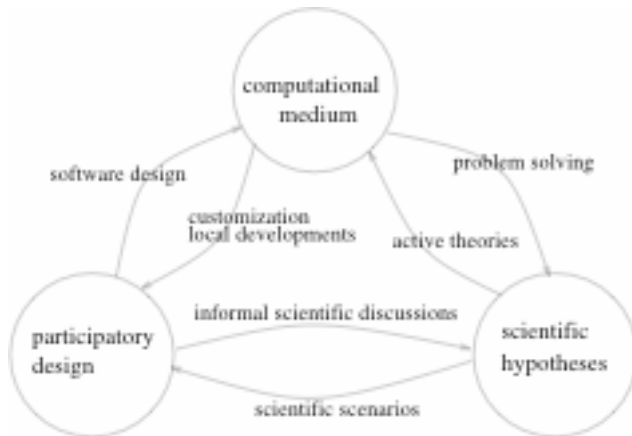 computational
medium
software design
problem solving
customization
local developments
active theories
informal scientific discussions
participatory
design
scientific
hypotheses
scientific scenarios